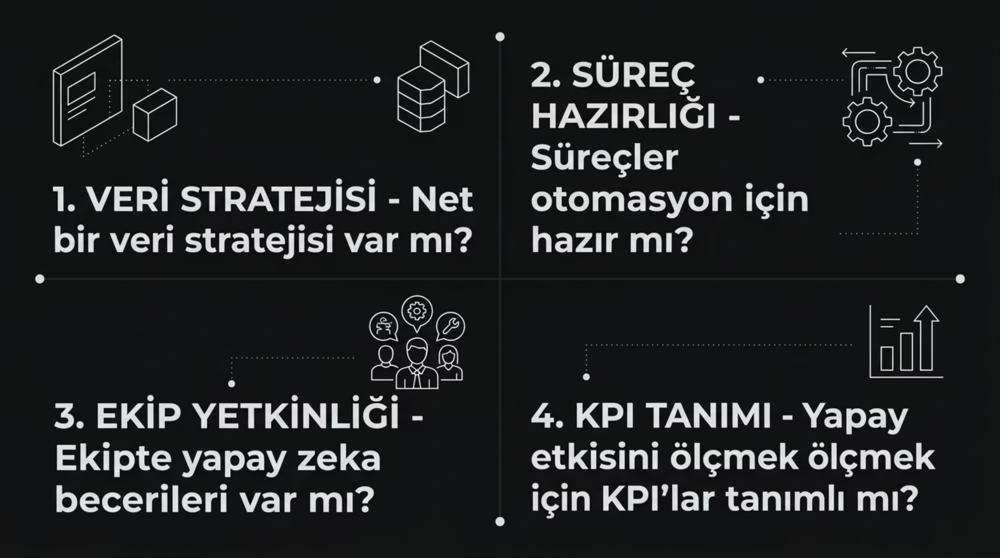 1. VERİ STRATEJİSİ - Net
bir veri stratejisi var mı?
2. SÜREÇ
HAZIRLIĞI -
Süreçler
otomasyon için
hazır mı?
3. EKİP YETKİNLİĞİ -
Ekipte yapay zeka
becerileri var mı?
4. KPI TANIMI - Yapay
etkisini ölçmek ölçmek
için KPI’lar tanımlı mı?